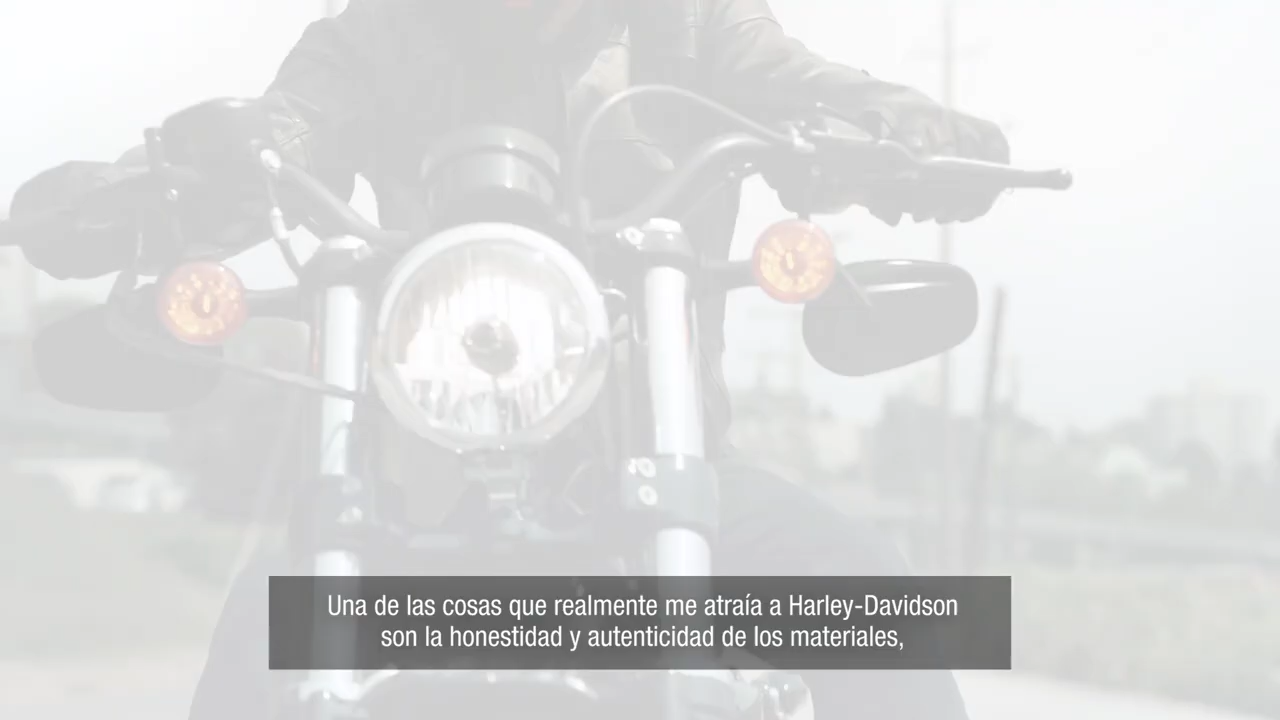 Una de las cosas que realmente me atraía a Harley-Davidson
son la honestidad y autenticidad de los materiales,